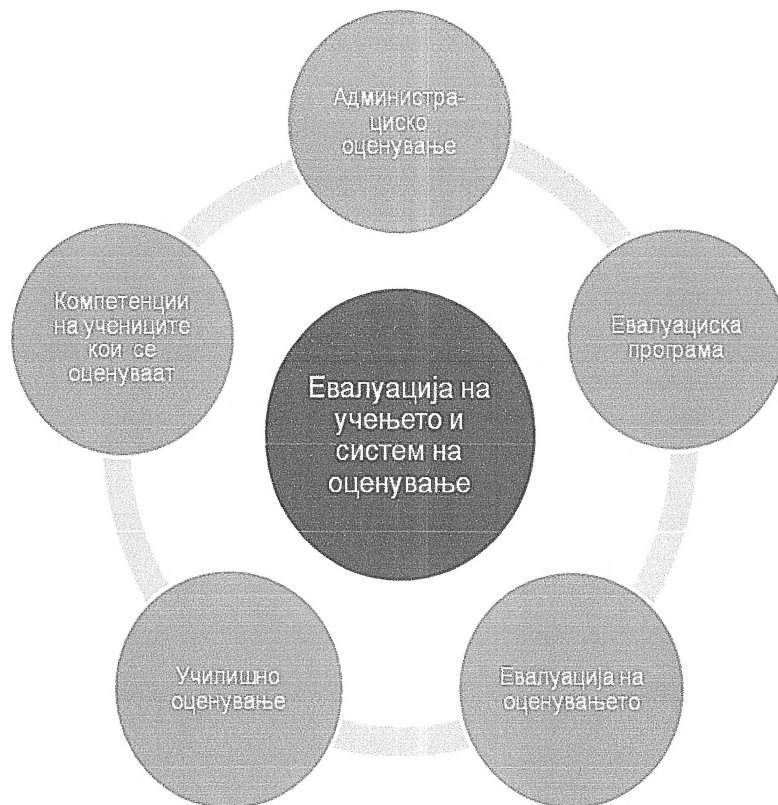 Администра-
циско
оценување
Компетенции
на учениците
кои се
оценуваат
Евалуациска
програма
Евалуација на
учењето и
систем на
оценување
Училишно
оценување
Евалуација на
оценувањето